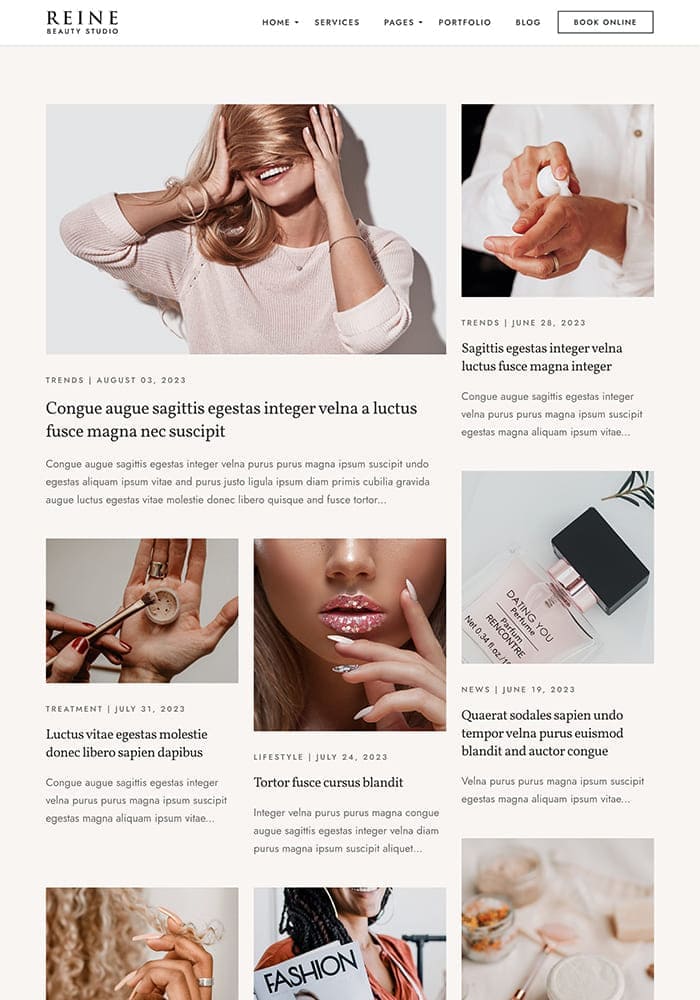 REINE
BEAUTY STUDIO
HOME SERVICES PAGES PORTFOLIO BLOG BOOK ONLINE
TRENDS | AUGUST 03, 2023
Congue augue sagittis egestas integer velna a luctus
fusce magna nec suscipit
Congue augue sagittis egestas integer velna purus purus magna ipsum suscipit undo
egestas aliquam ipsum vitae and purus justo ligula ipsum diam primis cubilia gravida
augue luctus egestas vitae molestie donec libero quisque and fusce tortor...
TRENDS | JUNE 28, 2023
Sagittis egestas integer velna
luctus fusce magna integer
Congue augue sagittis egestas integer
velna purus purus magna ipsum suscipit
egestas magna aliquam ipsum vitae...
TREATMENT | JULY 31, 2023
Luctus vitae egestas molestie
donec libero sapien dapibus
Congue augue sagittis egestas integer
velna purus purus magna ipsum suscipit
egestas magna aliquam ipsum vitae...
LIFESTYLE | JULY 24, 2023
Tortor fusce cursus blandit
Integer velna purus purus magna congue
augue sagittis egestas integer velna diam
purus magna ipsum suscipit aliquet...
DATING YOU
Perfume
Parfum
RENCONTRE
Net 0.34 fl.oz/
NEWS | JUNE 19, 2023
Quaerat sodales sapien undo
tempor velna purus euismod
blandit and auctor congue
Velna purus purus magna ipsum suscipit
egestas magna aliquam ipsum vitae...
FASHION